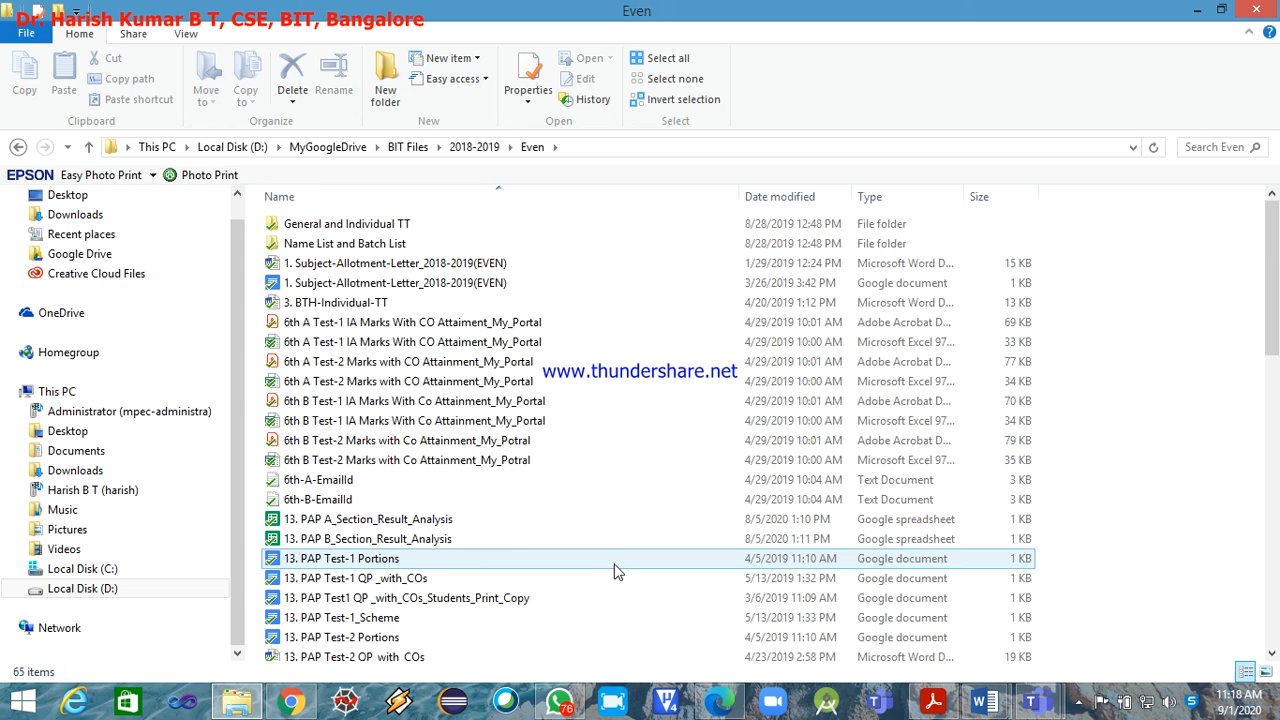 Even
Dr. Harish Kumar B T, CSE, BIT, Bangalore
File Home Share View
Copy
Paste
Cut
Copy path
Paste shortcut
Clipboard
Move to
Copy to
Delete
Rename
Organize
New folder
New item
Easy access
New
Properties
Open
Edit
History
Open
Select all
Select none
Invert selection
Select
This PC Local Disk (D:) MyGoogleDrive BIT Files 2018-2019 Even
Search Even
EPSON Easy Photo Print Photo Print
Desktop
Downloads
Recent places
Google Drive
Creative Cloud Files
OneDrive
Homegroup
This PC
Administrator (mpec-administra)
Desktop
Documents
Downloads
Harish B T (harish)
Music
Pictures
Videos
Local Disk (C:)
Local Disk (D:)
Network
Name Date modified Type Size
General and Individual TT 8/28/2019 12:48 PM File folder
Name List and Batch List 8/28/2019 12:48 PM File folder
1. Subject-Allotment-Letter_2018-2019(EVEN) 1/29/2019 12:24 PM Microsoft Word D... 15 KB
1. Subject-Allotment-Letter_2018-2019(EVEN) 3/26/2019 3:42 PM Google document 1 KB
3. BTH-Individual-TT 4/20/2019 1:12 PM Microsoft Word D... 13 KB
6th A Test-1 IA Marks With CO Attaiment_My_Portal 4/29/2019 10:01 AM Adobe Acrobat D... 69 KB
6th A Test-1 IA Marks With CO Attaiment_My_Portal 4/29/2019 10:01 AM Microsoft Excel 97... 33 KB
6th A Test-2 Marks with CO Attainment_My_Portal 4/29/2019 10:01 AM Adobe Acrobat D... 77 KB
www.thundershare.net
6th A Test-2 Marks with CO Attainment_My_Portal 4/29/2019 10:00 AM Microsoft Excel 97... 34 KB
6th B Test-1 IA Marks With Co Attainment_My_Portal 4/29/2019 10:01 AM Adobe Acrobat D... 70 KB
6th B Test-1 IA Marks With Co Attainment_My_Portal 4/29/2019 10:00 AM Microsoft Excel 97... 34 KB
6th B Test-2 Marks with Co Attainment_My_Potral 4/29/2019 10:01 AM Adobe Acrobat D... 79 KB
6th B Test-2 Marks with Co Attainment_My_Potral 4/29/2019 10:00 AM Microsoft Excel 97... 35 KB
6th-A-EmailId 4/29/2019 10:04 AM Text Document 3 KB
6th-B-EmailId 4/29/2019 10:04 AM Text Document 3 KB
13. PAP A_Section_Result_Analysis 8/5/2020 1:10 PM Google spreadsheet 1 KB
13. PAP B_Section_Result_Analysis 8/5/2020 1:11 PM Google spreadsheet 1 KB
13. PAP Test-1 Portions 4/5/2019 11:10 AM Google document 1 KB
13. PAP Test-1 QP _with_COs 5/13/2019 1:32 PM Google document 1 KB
13. PAP Test1 QP _with_COs_Students_Print_Copy 3/6/2019 11:09 AM Google document 1 KB
13. PAP Test-1_Scheme 5/13/2019 1:33 PM Google document 1 KB
13. PAP Test-2 Portions 4/5/2019 11:10 AM Google document 1 KB
13. PAP Test-2 QP with COs 4/23/2019 2:58 PM Microsoft Word D... 19 KB
65 items
76
11:18 AM
9/1/2020